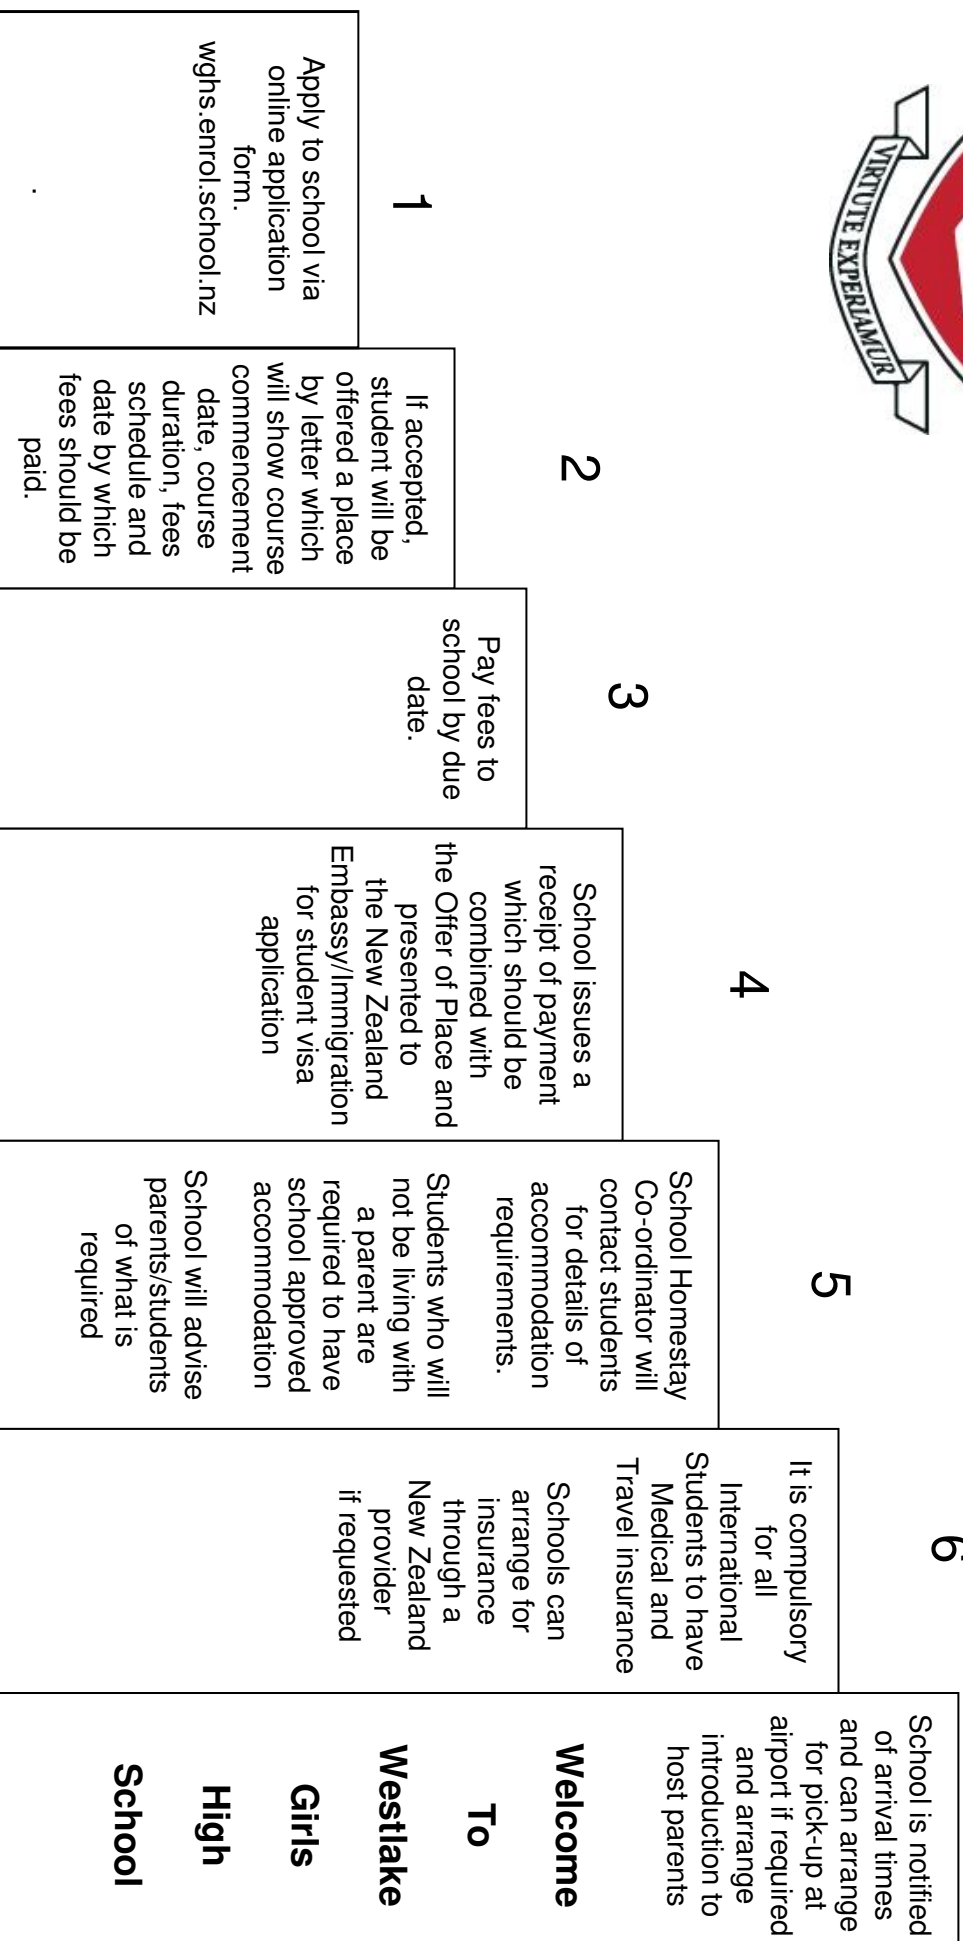 VIRTUTE EXPERIAMUR
1
Apply to school via
online application
form.
wghs.enrol.school.nz
.
2
If accepted,
student will be
offered a place
by letter which
will show course
commencement
date, course
duration, fees
schedule and
date by which
fees should be
paid.
3
Pay fees to
school by due
date.
4
School issues a
receipt of payment
which should be
combined with
the Offer of Place and
presented to
the New Zealand
Embassy/Immigration
for student visa
application
5
School Homestay
Co-ordinator will
contact students
for details of
accommodation
requirements.
Students who will
not be living with
a parent are
required to have
school approved
accommodation
School will advise
parents/students
of what is
required
6
It is compulsory
for all
International
Students to have
Medical and
Travel insurance
Schools can
arrange for
insurance
through a
New Zealand
provider
if requested
School is notified
of arrival times
and can arrange
for pick-up at
airport if required
and arrange
introduction to
host parents
Welcome
To
Westlake
Girls
High
School